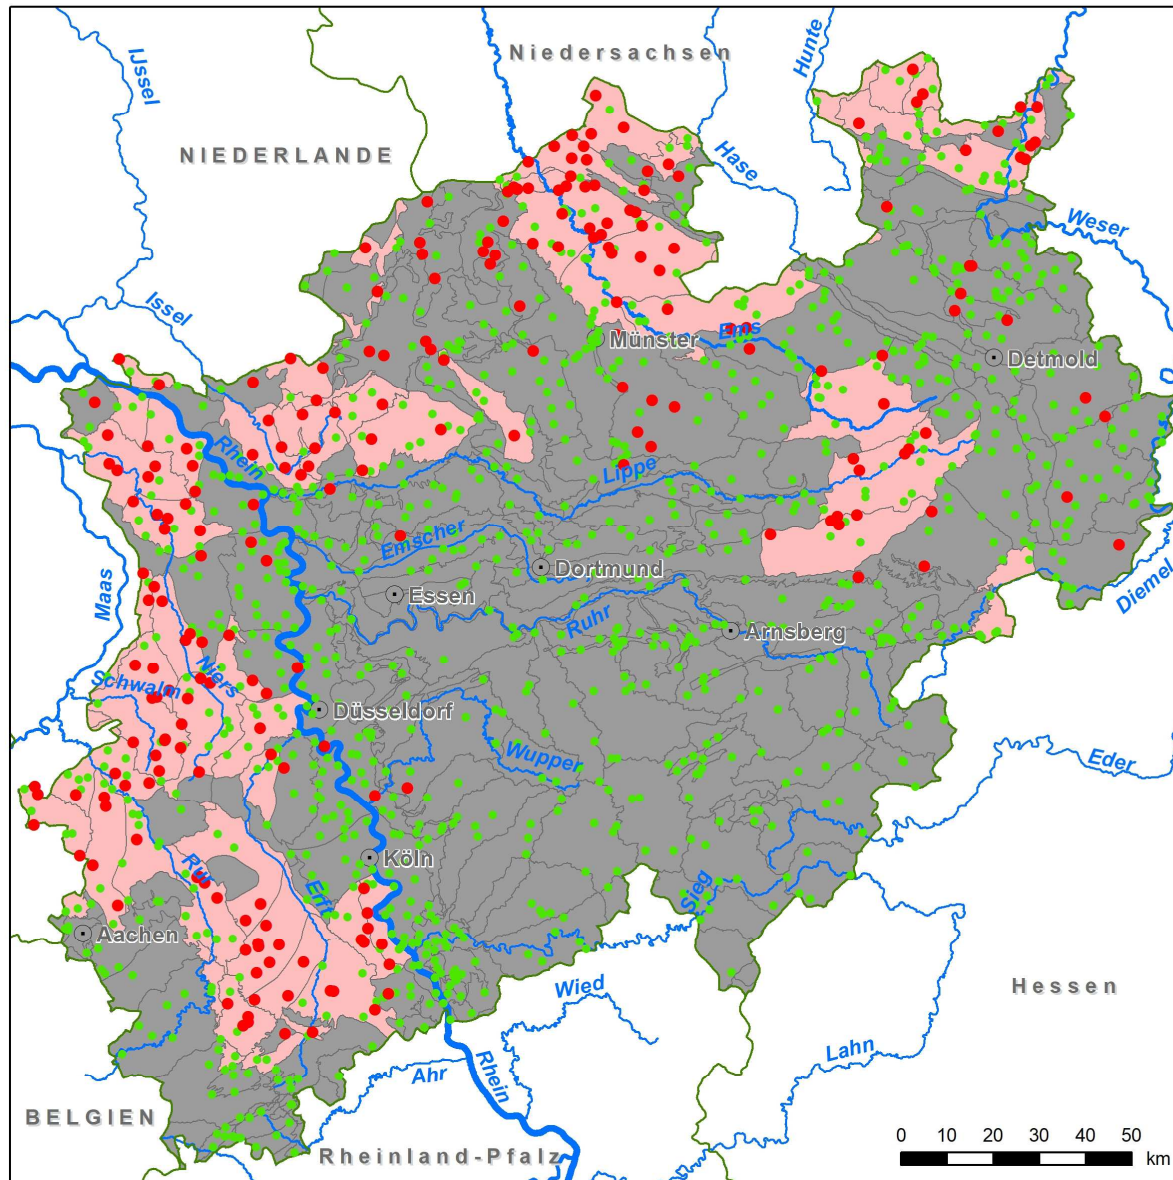 IJssel
Niedersachsen
Hunte
NIEDERLANDE
Hase
Weser
Issel
Ems
Münster
Detmold
Rhein
Lippe
Emscher
Dortmund
Maas
Essen
Diemel
Ruhr
Arnsberg
Niers
Schwalm
Düsseldorf
Wupper
Eder
Köln
Rur
Erft
Sieg
Aachen
Wied
Hessen
Lahn
Rhein
Ahr
BELGIEN
Rheinland-Pfalz
0 10 20 30 40 50
km